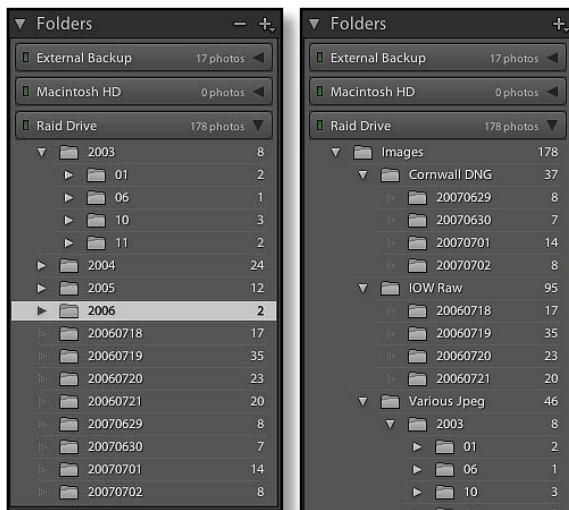 Folders
External Backup 17 photos
Macintosh HD 0 photos
Raid Drive 178 photos
2003 8
01 2
06 1
10 3
11 2
2004 24
2005 12
2006 2
20060718 17
20060719 35
20060720 23
20060721 20
20070629 8
20070630 7
20070701 14
20070702 8
Folders
External Backup 17 photos
Macintosh HD 0 photos
Raid Drive 178 photos
Images 178
Cornwall DNG 37
20070629 8
20070630 7
20070701 14
20070702 8
IOW Raw 95
20060718 17
20060719 35
20060720 23
20060721 20
Various Jpeg 46
2003 8
01 2
06 1
10 3